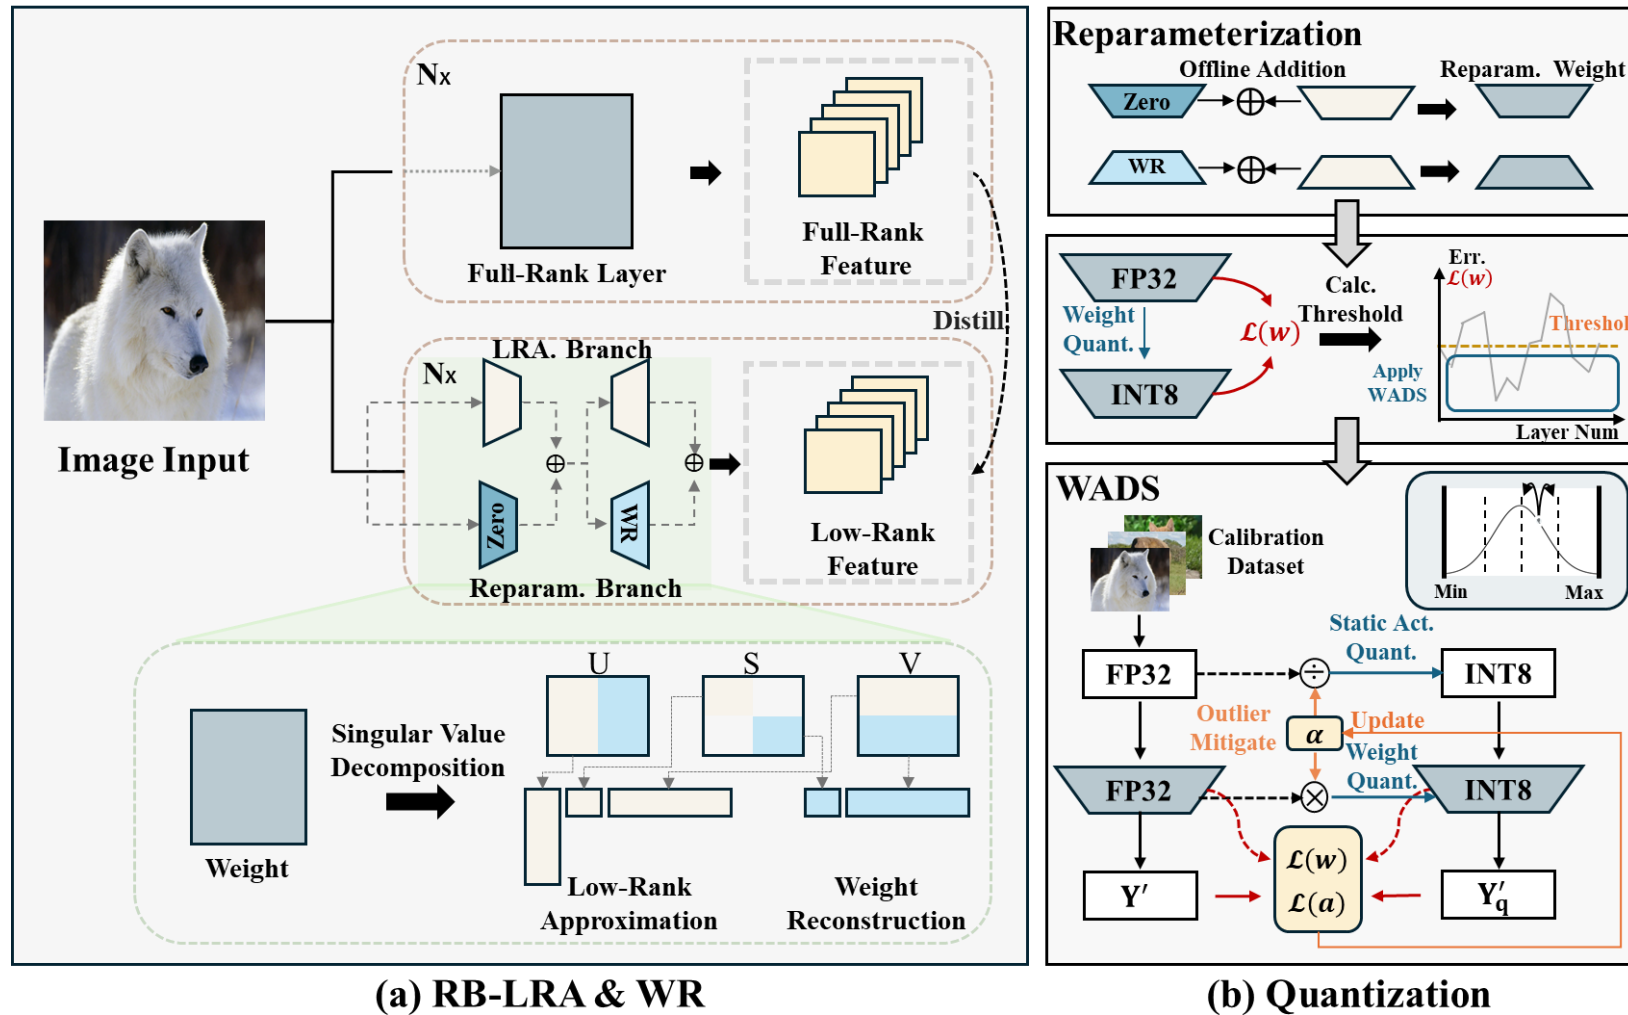 Nx
Full-Rank Layer
Full-Rank
Feature
Image Input
Distill
LRA. Branch
Nx
Zero
WR
Reparam. Branch
Low-Rank
Feature
Weight
Singular Value
Decomposition
U
S
V
Low-Rank
Approximation
Weight
Reconstruction
(a) RB-LRA & WR
Reparameterization
Offline Addition
Reparam. Weight
Zero
WR
FP32
Weight
Quant.
INT8
ℒ(w)
Calc.
Threshold
Err.
ℒ(w)
Threshold
Apply
WADS
Layer Num
WADS
Calibration
Dataset
Min
Max
Static Act.
Quant.
FP32
INT8
Outlier
Mitigate
α
Update
Weight
Quant.
FP32
INT8
ℒ(w)
ℒ(a)
Y′
Y′q
(b) Quantization